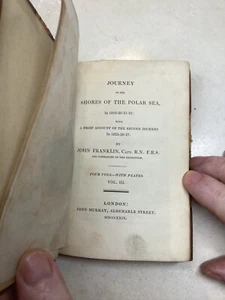 JOURNEY
TO THE
SHORES OF THE POLAR SEA,
In 1819-20-21-22:
WITH
A BRIEF ACCOUNT OF THE SECOND JOURNEY
In 1825-26-27.
BY
JOHN FRANKLIN, Capt. R.N. F.R.S.
AND COMMANDER OF THE EXPEDITION.
FOUR VOLS.—WITH PLATES
VOL. III.
LONDON:
JOHN MURRAY, ALBEMARLE STREET.
MDCCCXXIX.